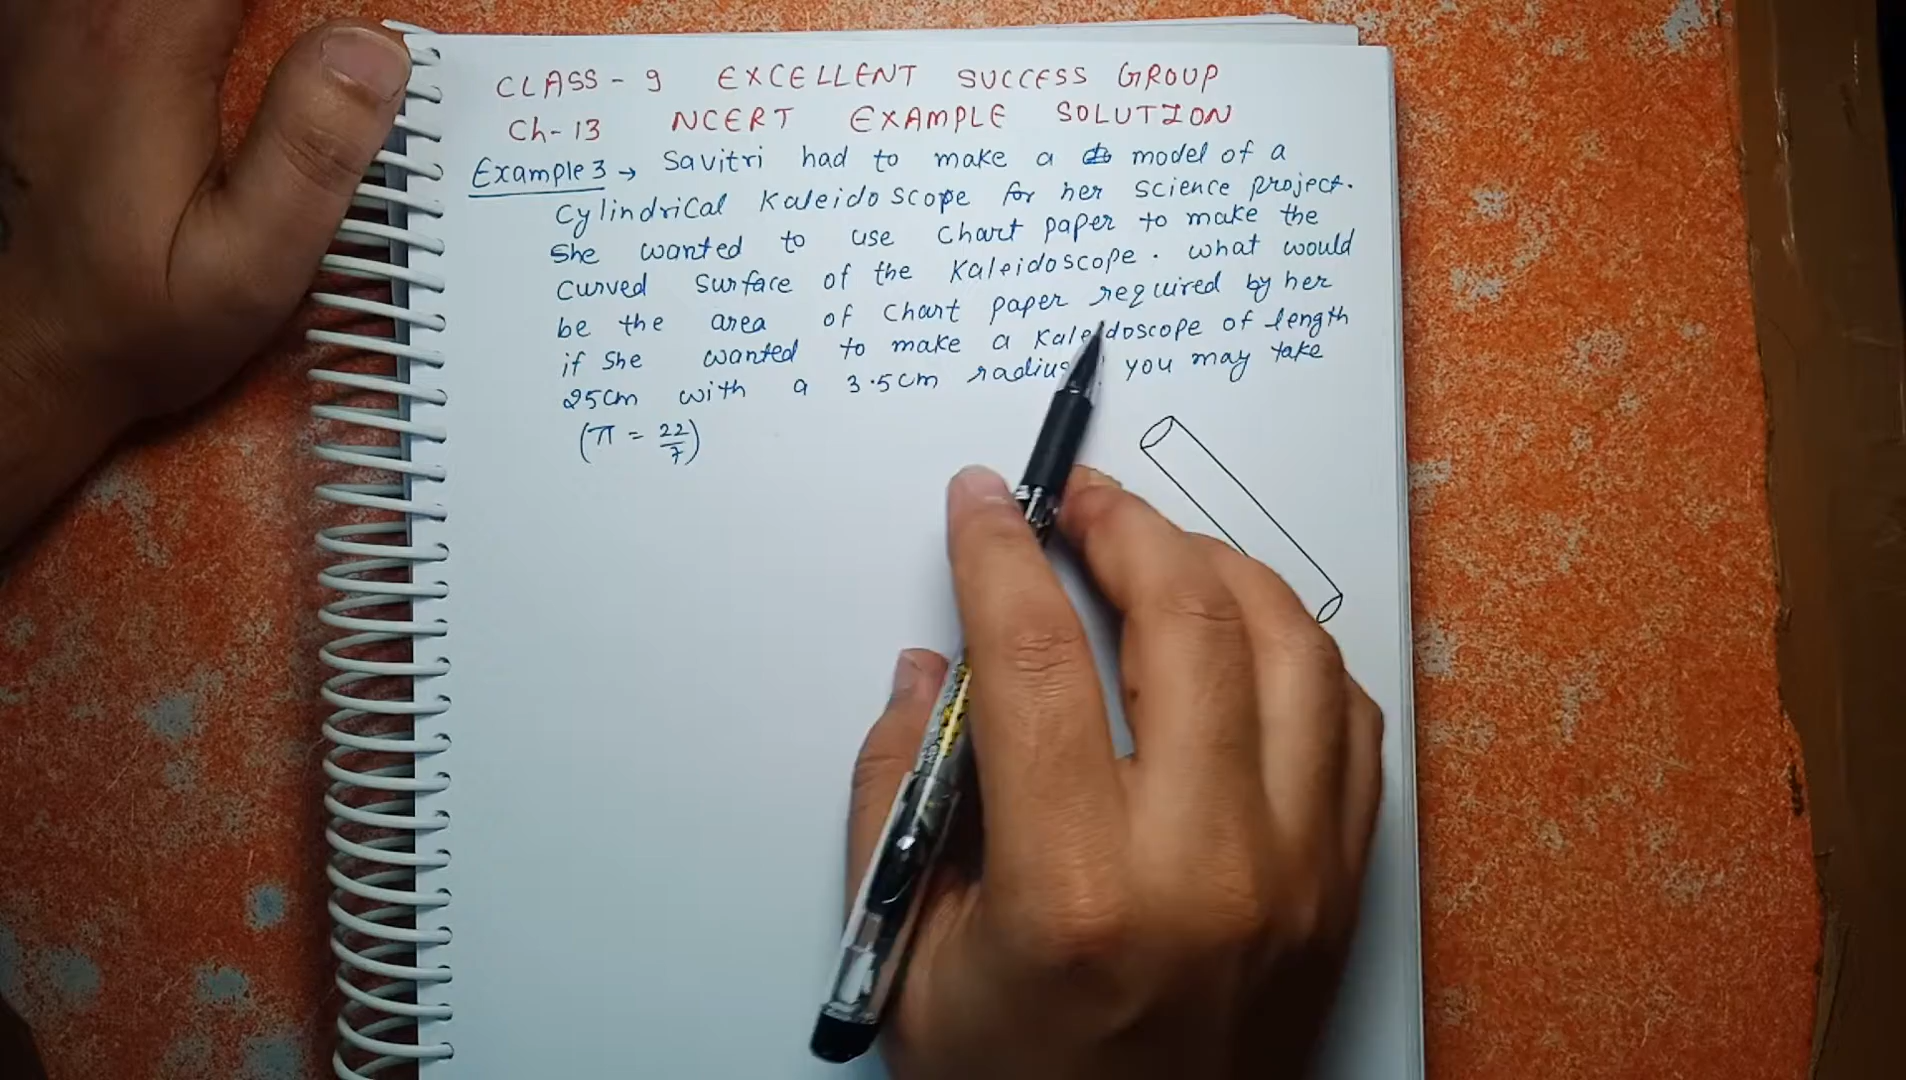 CLASS - 9 EXCELLENT SUCCESS GROUP
Ch- 13 NCERT EXAMPLE SOLUTION
Example 3 → Savitri had to make a model of a
Cylindrical Kaleidoscope for her science project.
She wanted to use chart paper to make the
curved surface of the Kaleidoscope. what would
be the area of chart paper required by her
if she wanted to make a Kaleidoscope of length
25cm with a 3.5cm radius? you may take
(π = 22/7)